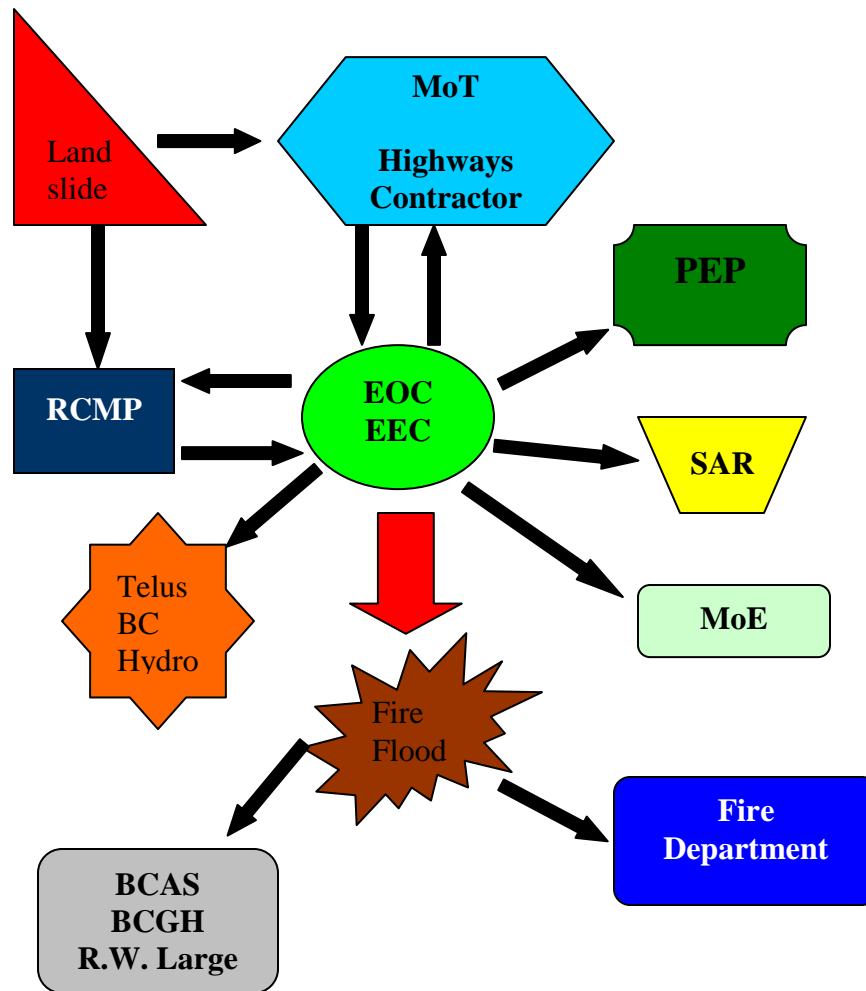 Land
slide
MoT
Highways
Contractor
PEP
RCMP
EOC
EEC
SAR
Telus
BC
Hydro
MoE
Fire
Flood
Fire
Department
BCAS
BCGH
R.W. Large